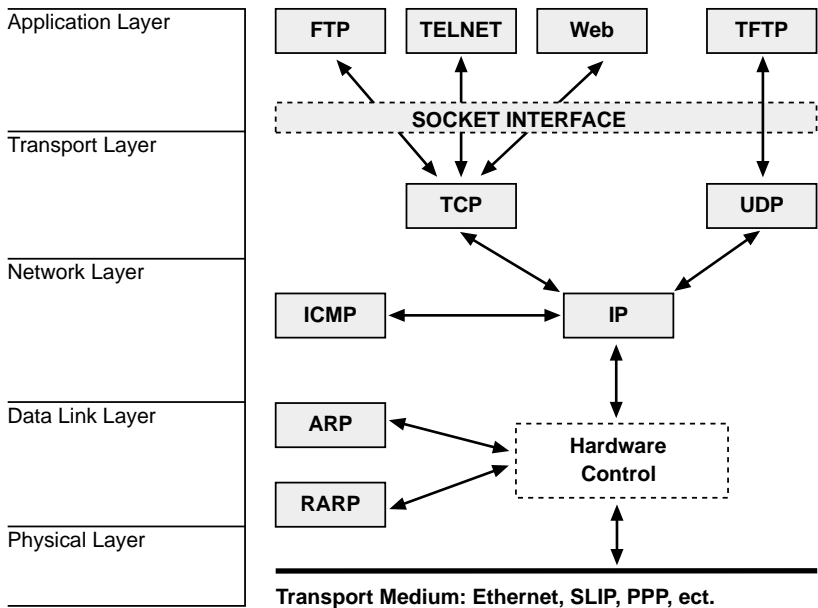 Application Layer
FTP TELNET Web TFTP
SOCKET INTERFACE
Transport Layer
TCP UDP
Network Layer
ICMP IP
Data Link Layer
ARP
Hardware
Control
RARP
Physical Layer
Transport Medium: Ethernet, SLIP, PPP, ect.